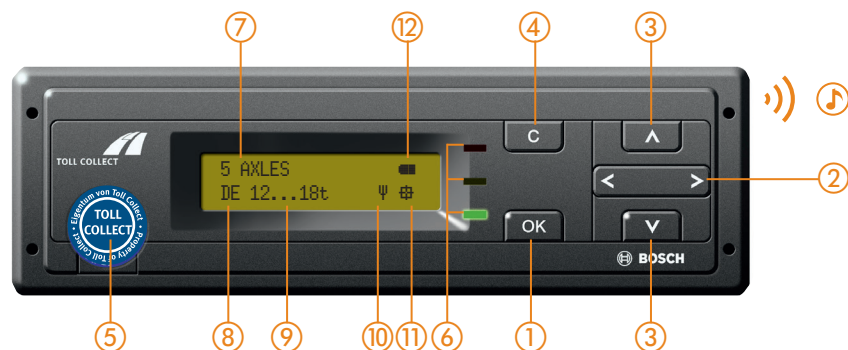 7 12 4 3
TOLL COLLECT
5 AXLES
DE 12...18t
C
Eigentum von Toll Collect
TOLL
COLLECT
Property of Toll Collect
OK
BOSCH
2
5 8 9 10 11 6 1 3